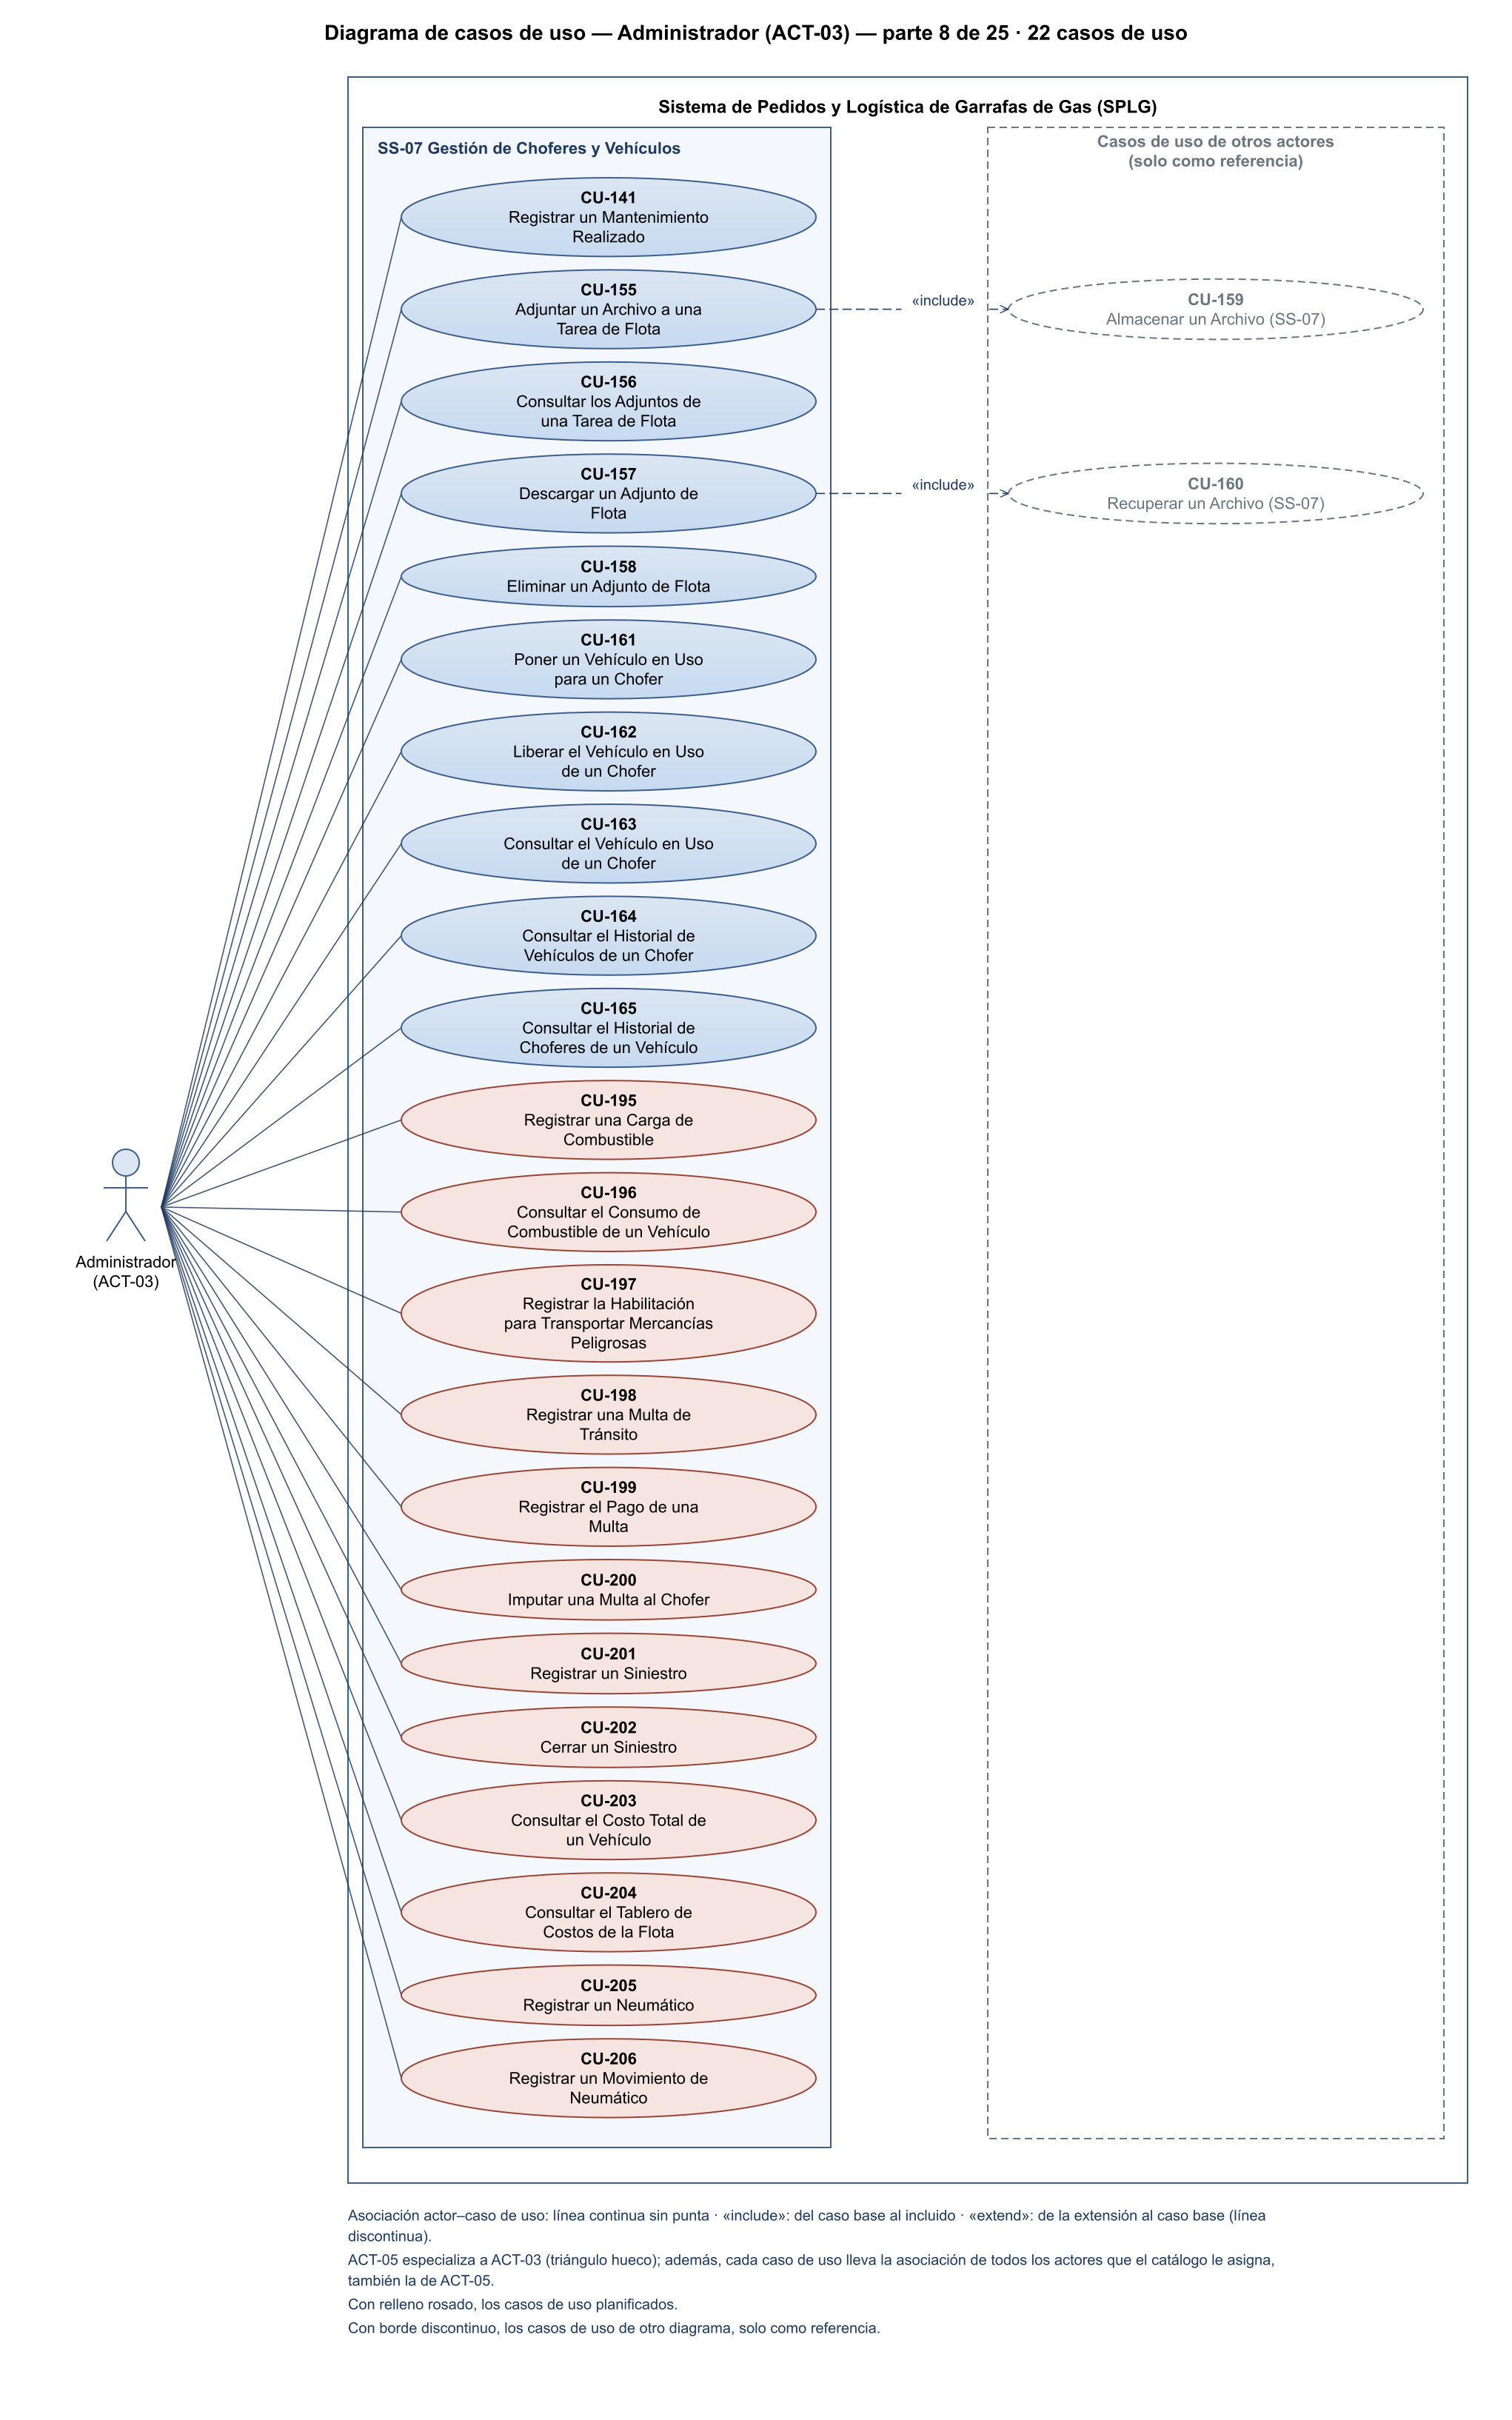 Diagrama de casos de uso — Administrador (ACT-03) — parte 8 de 25 · 22 casos de uso
Sistema de Pedidos y Logística de Garrafas de Gas (SPLG)
SS-07 Gestión de Choferes y Vehículos
Casos de uso de otros actores
(solo como referencia)
CU-141
Registrar un Mantenimiento
Realizado
CU-155
Adjuntar un Archivo a una
Tarea de Flota
«include»
CU-159
Almacenar un Archivo (SS-07)
CU-156
Consultar los Adjuntos de
una Tarea de Flota
CU-157
Descargar un Adjunto de
Flota
«include»
CU-160
Recuperar un Archivo (SS-07)
CU-158
Eliminar un Adjunto de Flota
CU-161
Poner un Vehículo en Uso
para un Chofer
CU-162
Liberar el Vehículo en Uso
de un Chofer
CU-163
Consultar el Vehículo en Uso
de un Chofer
CU-164
Consultar el Historial de
Vehículos de un Chofer
CU-165
Consultar el Historial de
Choferes de un Vehículo
CU-195
Registrar una Carga de
Combustible
CU-196
Consultar el Consumo de
Combustible de un Vehículo
Administrador
(ACT-03)
CU-197
Registrar la Habilitación
para Transportar Mercancías
Peligrosas
CU-198
Registrar una Multa de
Tránsito
CU-199
Registrar el Pago de una
Multa
CU-200
Imputar una Multa al Chofer
CU-201
Registrar un Siniestro
CU-202
Cerrar un Siniestro
CU-203
Consultar el Costo Total de
un Vehículo
CU-204
Consultar el Tablero de
Costos de la Flota
CU-205
Registrar un Neumático
CU-206
Registrar un Movimiento de
Neumático
Asociación actor–caso de uso: línea continua sin punta · «include»: del caso base al incluido · «extend»: de la extensión al caso base (línea
discontinua).
ACT-05 especializa a ACT-03 (triángulo hueco); además, cada caso de uso lleva la asociación de todos los actores que el catálogo le asigna,
también la de ACT-05.
Con relleno rosado, los casos de uso planificados.
Con borde discontinuo, los casos de uso de otro diagrama, solo como referencia.